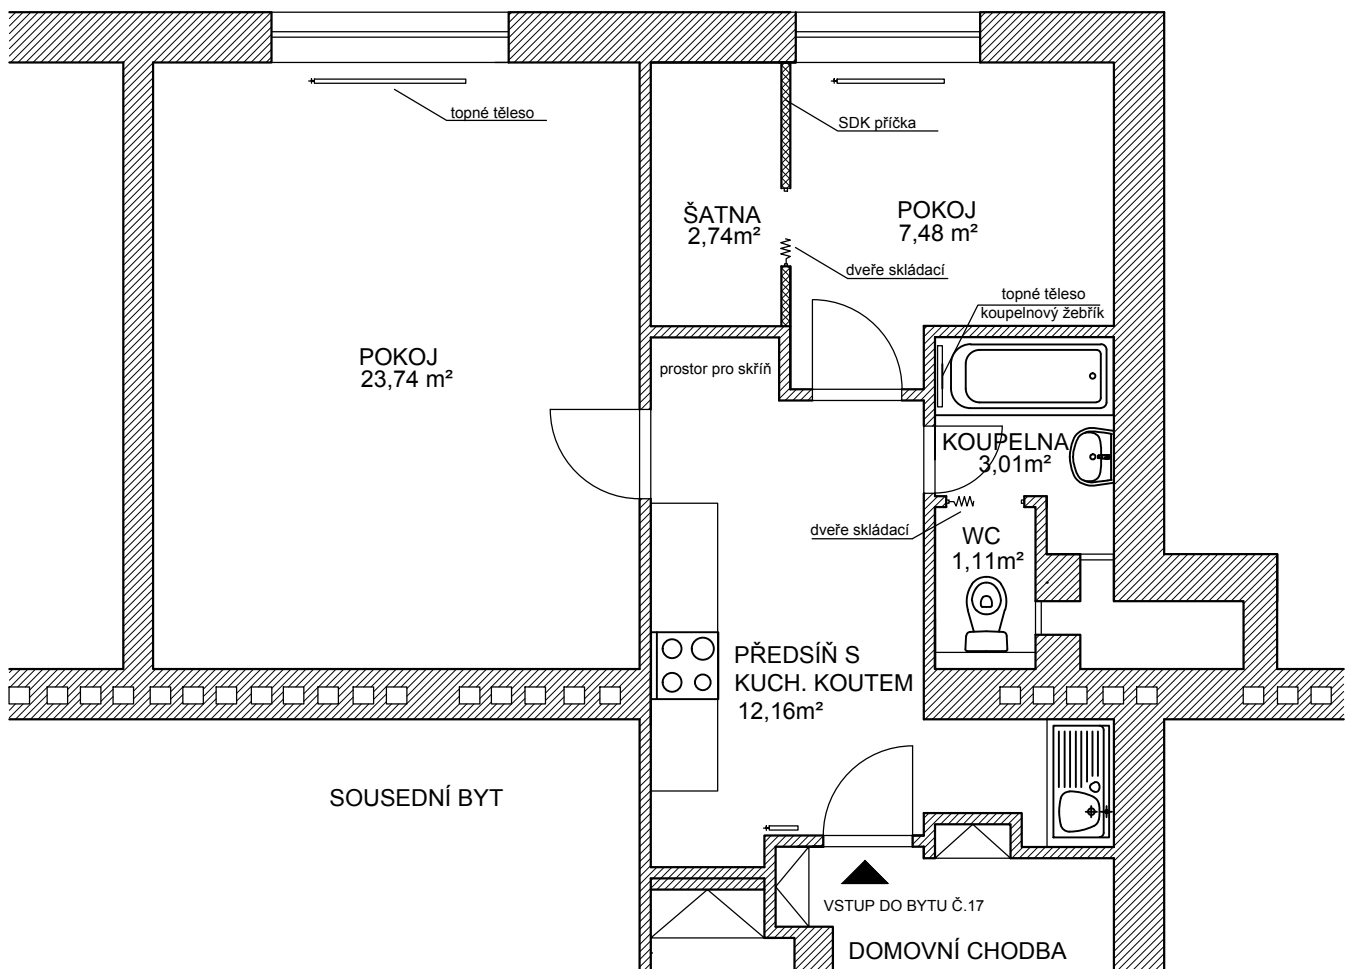 topné těleso
SDK příčka
ŠATNA
2,74m²
POKOJ
7,48 m²
dveře skládací
topné těleso
koupelnový žebřík
POKOJ
23,74 m²
prostor pro skříň
KOUPELNA
3,01m²
dveře skládací
WC
1,11m²
PŘEDSÍŇ S
KUCH. KOUTEM
12,16m²
SOUSEDNÍ BYT
VSTUP DO BYTU Č.17
DOMOVNÍ CHODBA